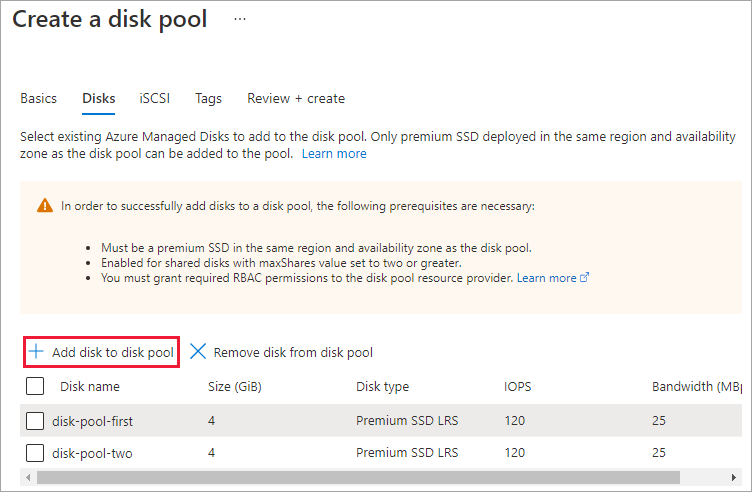 Create a disk pool ...
Basics Disks iSCSI Tags Review + create
Select existing Azure Managed Disks to add to the disk pool. Only premium SSD deployed in the same region and availability
zone as the disk pool can be added to the pool. Learn more
In order to successfully add disks to a disk pool, the following prerequisites are necessary:
• Must be a premium SSD in the same region and availability zone as the disk pool.
• Enabled for shared disks with maxShares value set to two or greater.
• You must grant required RBAC permissions to the disk pool resource provider. Learn more
+ Add disk to disk pool Remove disk from disk pool
Disk name Size (GiB) Disk type IOPS Bandwidth (MBp
disk-pool-first 4 Premium SSD LRS 120 25
disk-pool-two 4 Premium SSD LRS 120 25